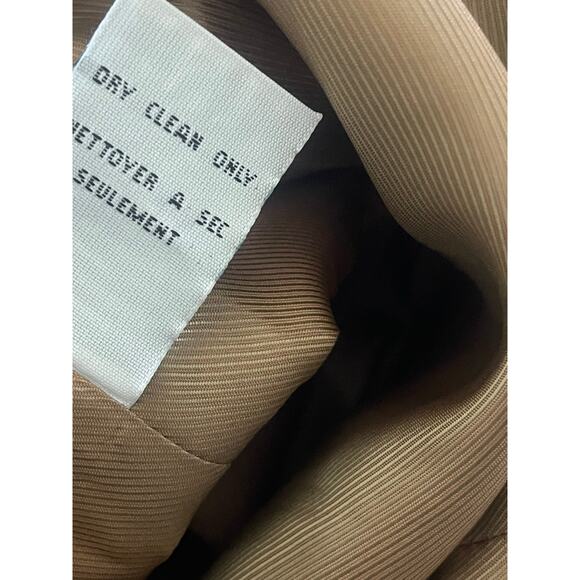 DRY CLEAN ONLY
NETTOYER A SEC
SEULEMENT